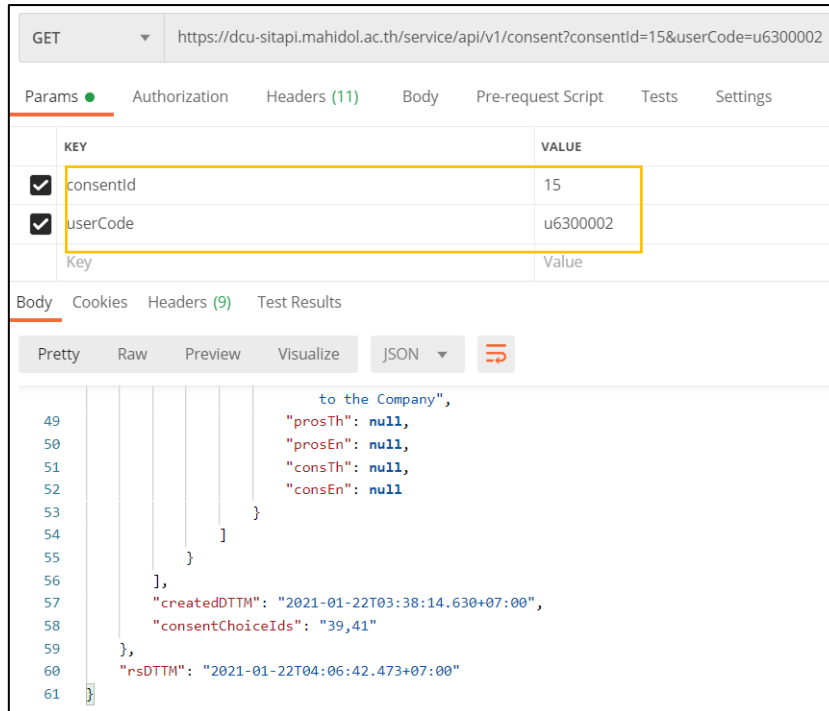 GET https://dcu-sitapi.mahidol.ac.th/service/api/v1/consent?consentId=15&userCode=u6300002
Params Authorization Headers (11) Body Pre-request Script Tests Settings
KEY VALUE
consentId 15
userCode u6300002
Key Value
Body Cookies Headers (9) Test Results
Pretty Raw Preview Visualize JSON
to the Company",
49 "prosTh": null,
50 "prosEn": null,
51 "consTh": null,
52 "consEn": null
53 }
54 ]
55 }
56 ],
57 "createdDTTM": "2021-01-22T03:38:14.630+07:00",
58 "consentChoiceIds": "39,41"
59 },
60 "rsDTTM": "2021-01-22T04:06:42.473+07:00"
61 }